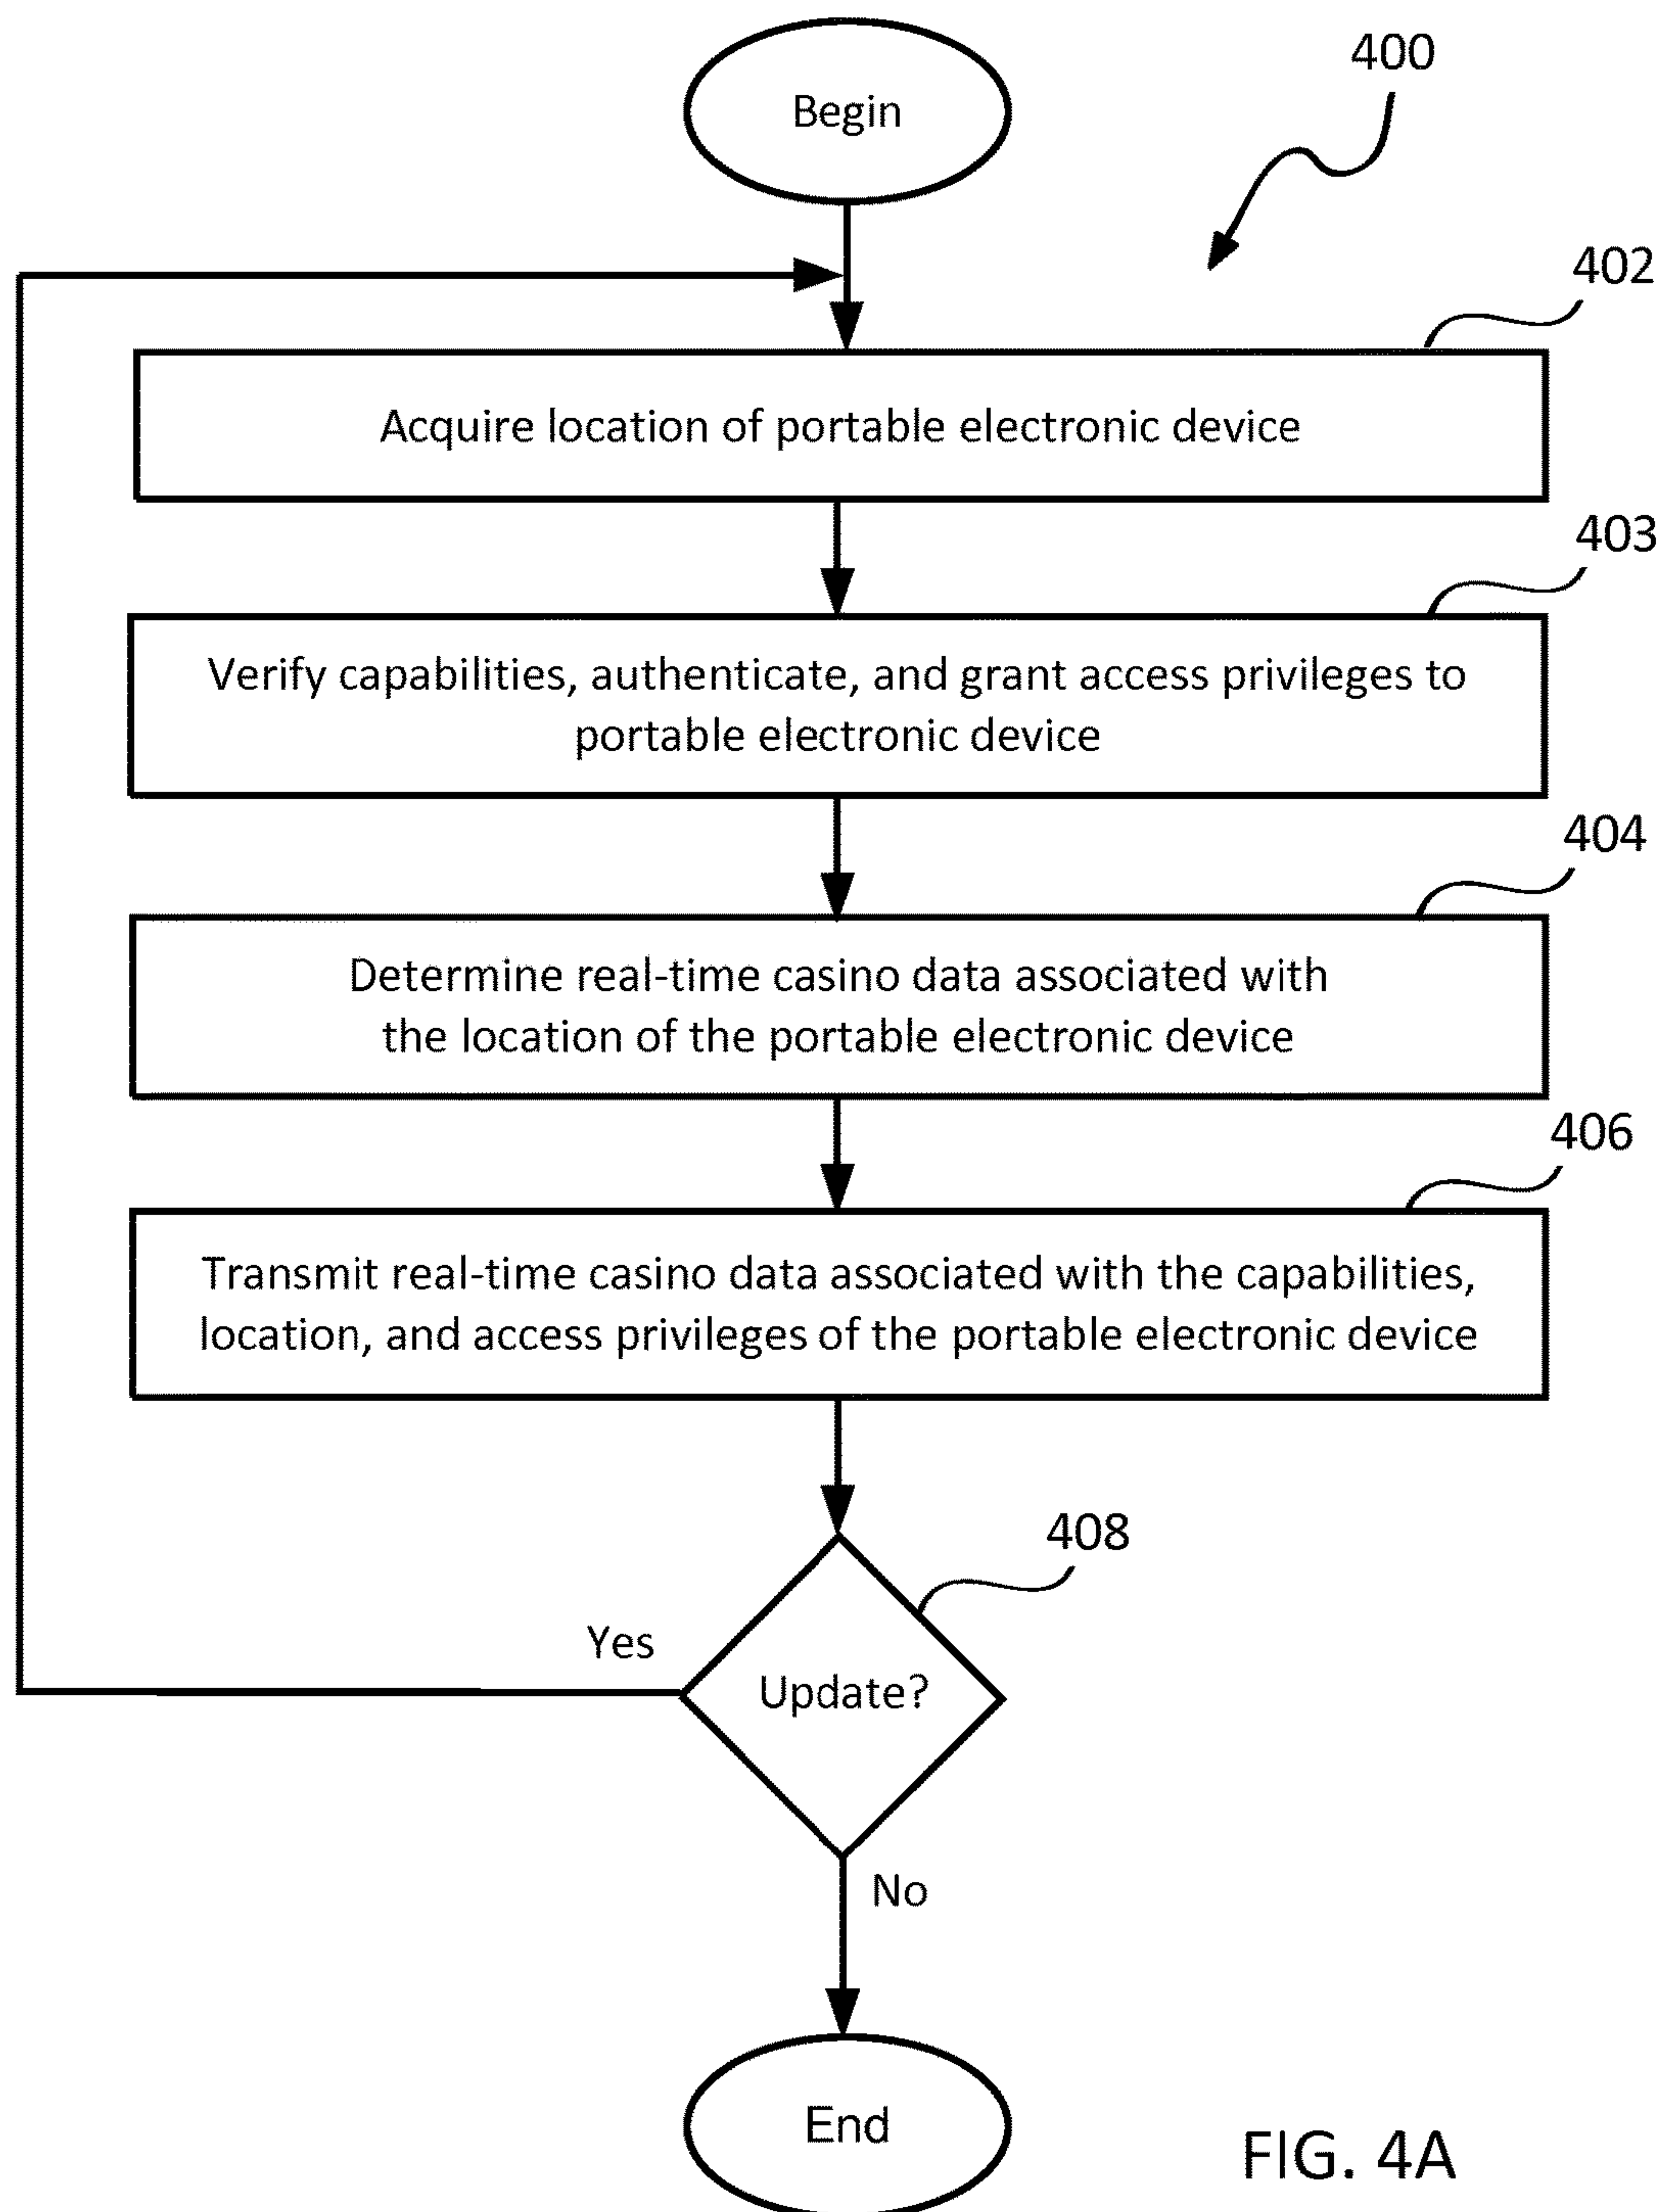 Begin
400
402
Acquire location of portable electronic device
403
Verify capabilities, authenticate, and grant access privileges to
portable electronic device
404
Determine real-time casino data associated with
the location of the portable electronic device
406
Transmit real-time casino data associated with the capabilities,
location, and access privileges of the portable electronic device
408
Yes
Update?
No
End
FIG. 4A